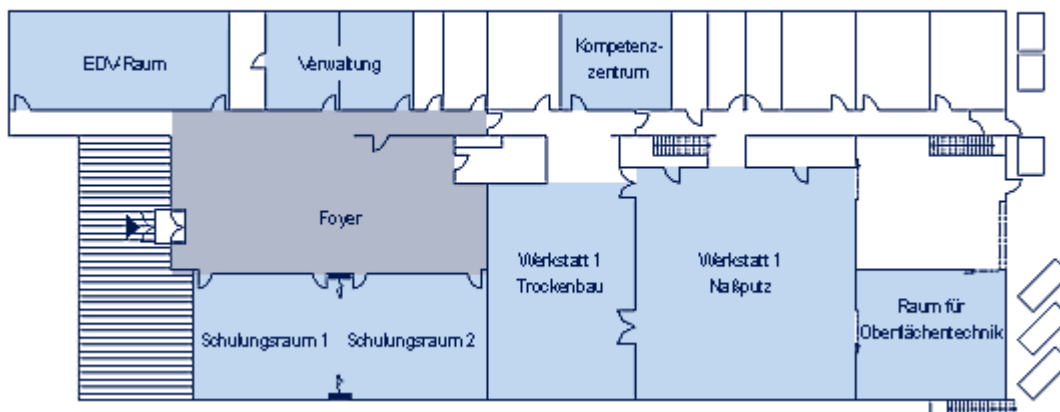 EDV-Raum
Verwaltung
Kompetenz-
zentrum
Foyer
Werkstatt 1
Trockenbau
Werkstatt 1
Naßputz
Schulungsraum 1
Schulungsraum 2
Raum für
Oberflächentechnik